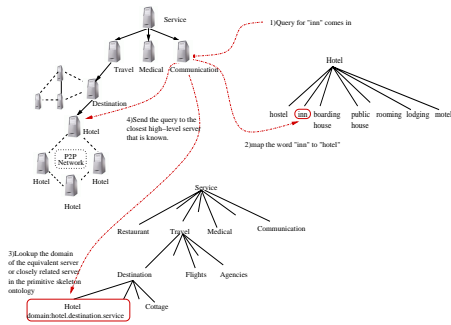 Service
1)Query for "inn" comes in
Travel Medical Communication
Hotel
Destination
hostel inn boarding house public house rooming lodging motel
Hotel
4)Send the query to the
closest high-level server
that is known.
2)map the word "inn" to "hotel"
P2P
Network
Hotel Hotel
Hotel
Service
Restaurant Travel Medical Communication
3)Lookup the domain
of the equivalent server
or closely related server
in the primitive skeleton
ontology
Destination Flights Agencies
Hotel Cottage
domain:hotel.destination.service